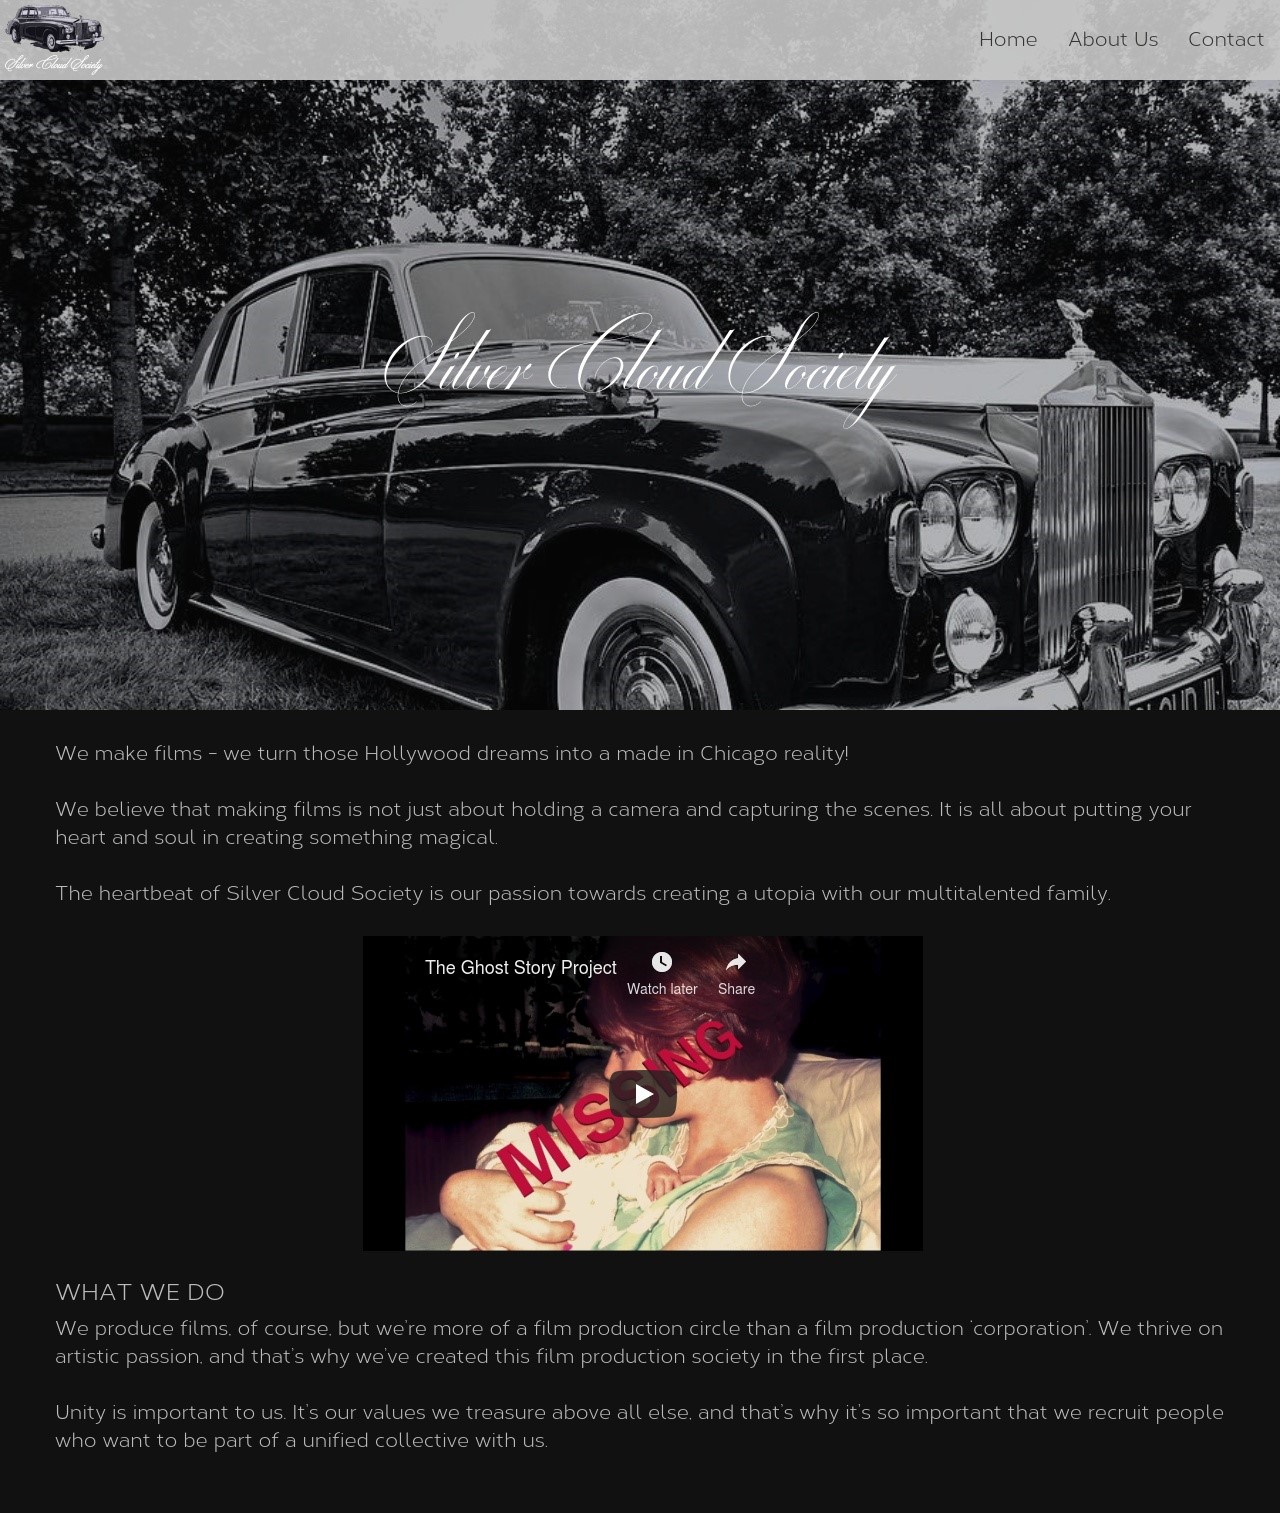 Silver Cloud Society
Home
About Us
Contact
Silver Cloud Society
We make films - we turn those Hollywood dreams into a made in Chicago reality!
We believe that making films is not just about holding a camera and capturing the scenes. It is all about putting your
heart and soul in creating something magical.
The heartbeat of Silver Cloud Society is our passion towards creating a utopia with our multitalented family.
The Ghost Story Project
Watch later
Share
MISSING
WHAT WE DO
We produce films, of course, but we're more of a film production circle than a film production 'corporation'. We thrive on
artistic passion, and that's why we've created this film production society in the first place.
Unity is important to us. It's our values we treasure above all else, and that's why it's so important that we recruit people
who want to be part of a unified collective with us.